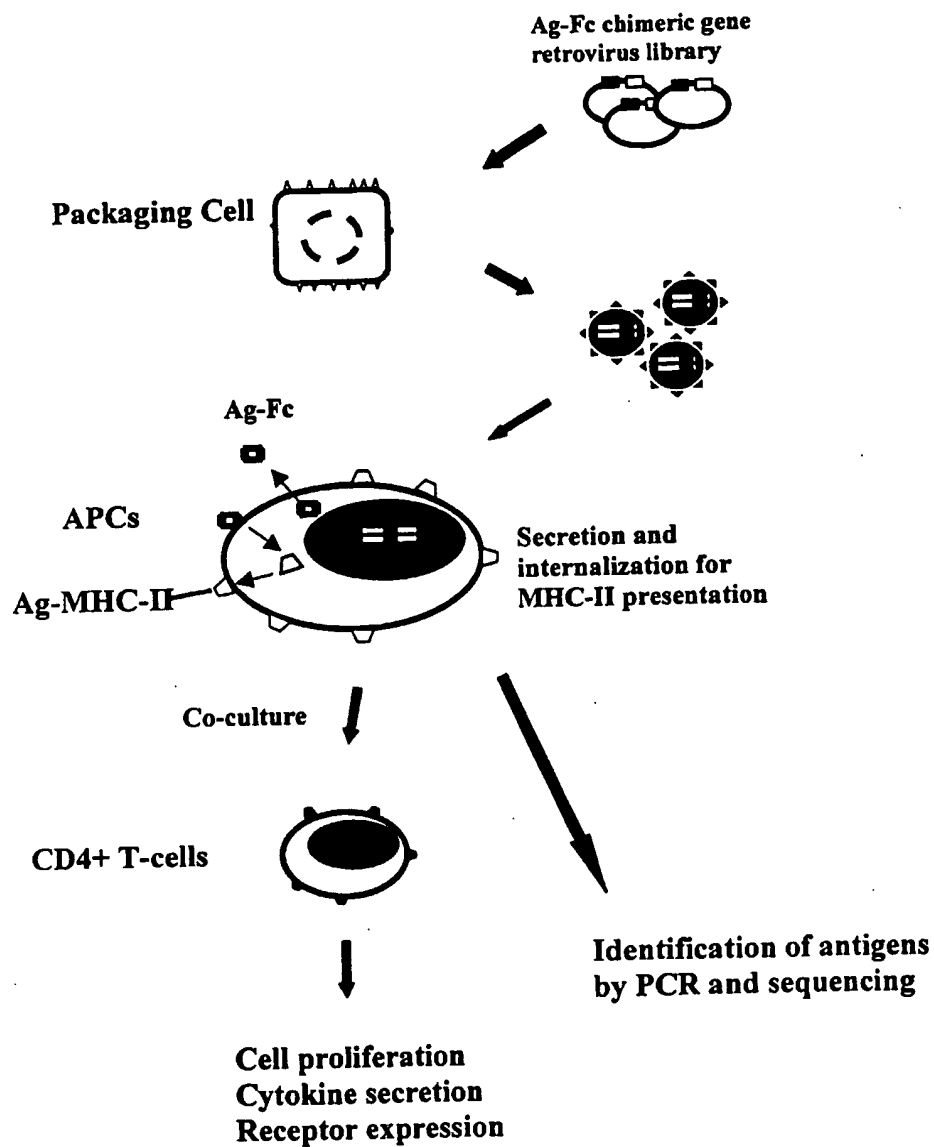 Ag-Fc chimeric gene
retrovirus library
Packaging Cell
Ag-Fc
APCs
Secretion and
internalization for
MHC-II presentation
Ag-MHC-II
Co-culture
CD4+ T-cells
Identification of antigens
by PCR and sequencing
Cell proliferation
Cytokine secretion
Receptor expression